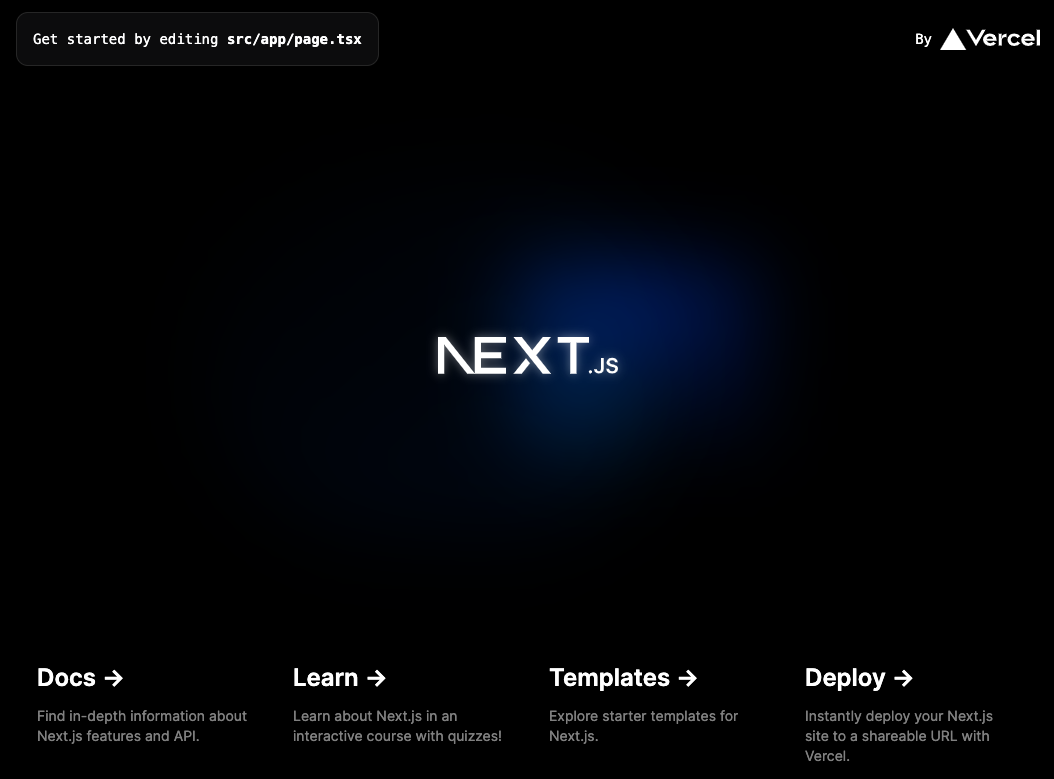 Get started by editing src/app/page.tsx
By Vercel
NEXT.JS
Docs →
Find in-depth information about
Next.js features and API.
Learn →
Learn about Next.js in an
interactive course with quizzes!
Templates →
Explore starter templates for
Next.js.
Deploy →
Instantly deploy your Next.js
site to a shareable URL with
Vercel.